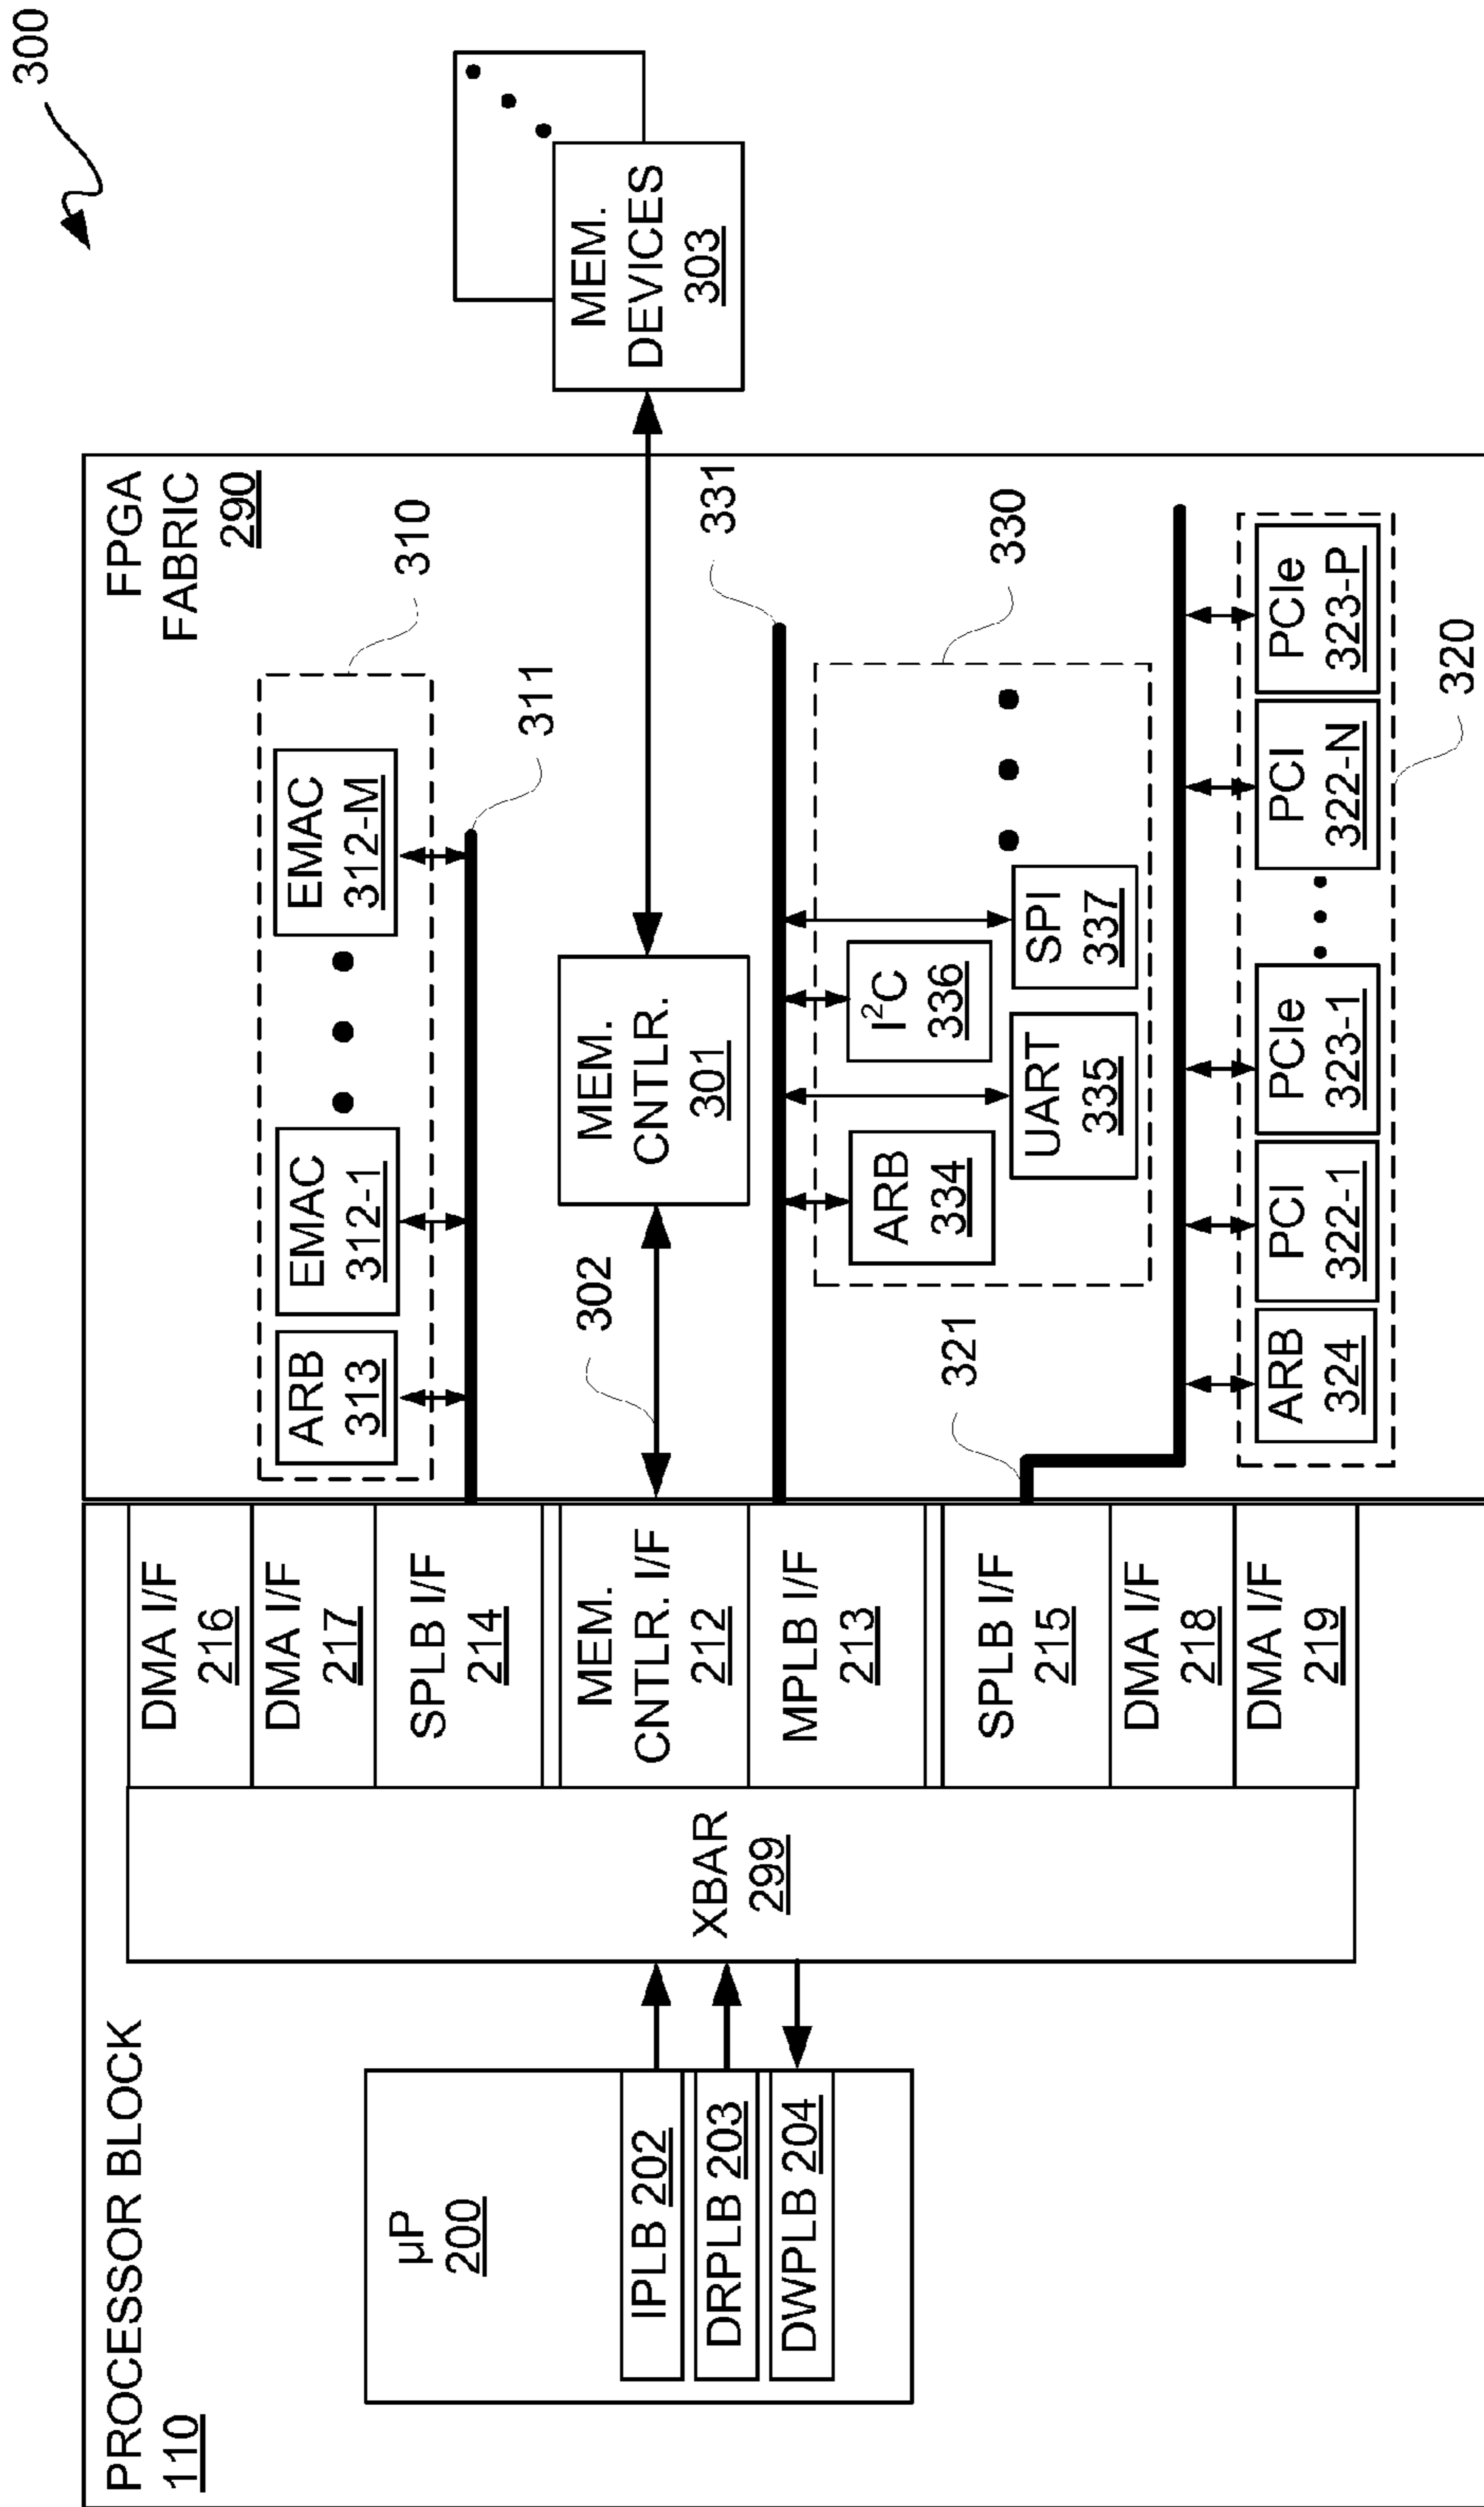 300
PROCESSOR BLOCK
110
µP
200
IPLB 202
DRPLB 203
DWPLB 204
XBAR
299
DMA I/F
216
DMA I/F
217
SPLB I/F
214
MEM.
CNTLR. I/F
212
MPLB I/F
213
SPLB I/F
215
DMA I/F
218
DMA I/F
219
FPGA
FABRIC
290
310
ARB
313
EMAC
312-1
EMAC
312-M
311
302
MEM.
CNTLR.
301
MEM.
DEVICES
303
331
330
ARB
334
UART
335
I²C
336
SPI
337
321
ARB
324
PCI
322-1
PCIe
323-1
PCI
322-N
PCIe
323-P
320